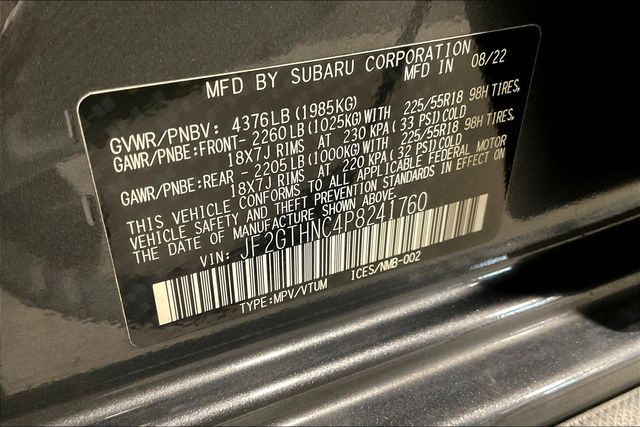 MFD BY SUBARU CORPORATION
MFD IN 08/22
GVWR/PNBV: 4376LB (1985KG)
GAWR/PNBE:FRONT- 2260LB (1025KG)WITH 225/55R18 98H TIRES,
18X7J RIMS AT 230 KPA (33 PSI)COLD
GAWR/PNBE:REAR - 2205LB (1000KG)WITH 225/55R18 98H TIRES,
18X7J RIMS AT 220 KPA (32 PSI)COLD
THIS VEHICLE CONFORMS TO ALL APPLICABLE FEDERAL MOTOR
VEHICLE SAFETY AND THEFT PREVENTION STANDARDS IN EFFECT ON
THE DATE OF MANUFACTURE SHOWN ABOVE.
VIN: JF2GTHNC4P8241760
TYPE:MPV/VTUM ICES/NMB-002